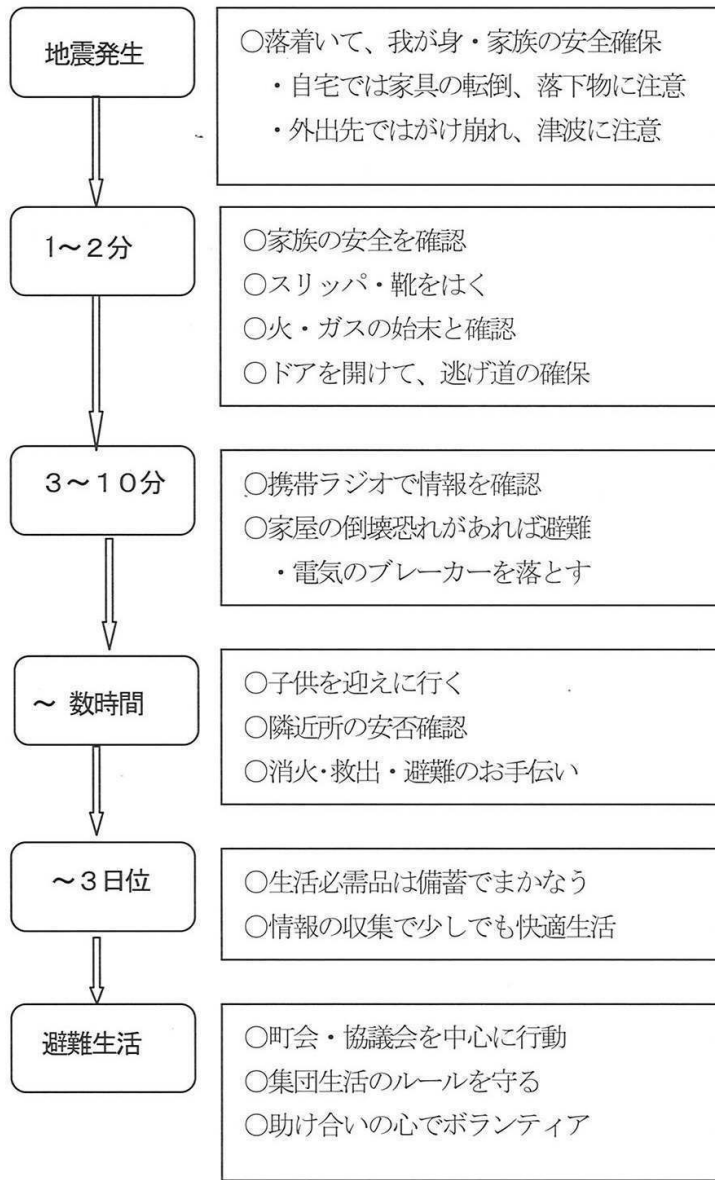 地震発生
○落着いて、我が身・家族の安全確保
・自宅では家具の転倒、落下物に注意
・外出先ではがけ崩れ、津波に注意
1～２分
○家族の安全を確認
○スリッパ・靴をはく
○火・ガスの始末と確認
○ドアを開けて、逃げ道の確保
３～１０分
○携帯ラジオで情報を確認
○家屋の倒壊恐れがあれば避難
・電気のブレーカーを落とす
～ 数時間
○子供を迎えに行く
○隣近所の安否確認
○消火・救出・避難のお手伝い
～３日位
○生活必需品は備蓄でまかなう
○情報の収集で少しでも快適生活
避難生活
○町会・協議会を中心に行動
○集団生活のルールを守る
○助け合いの心でボランティア